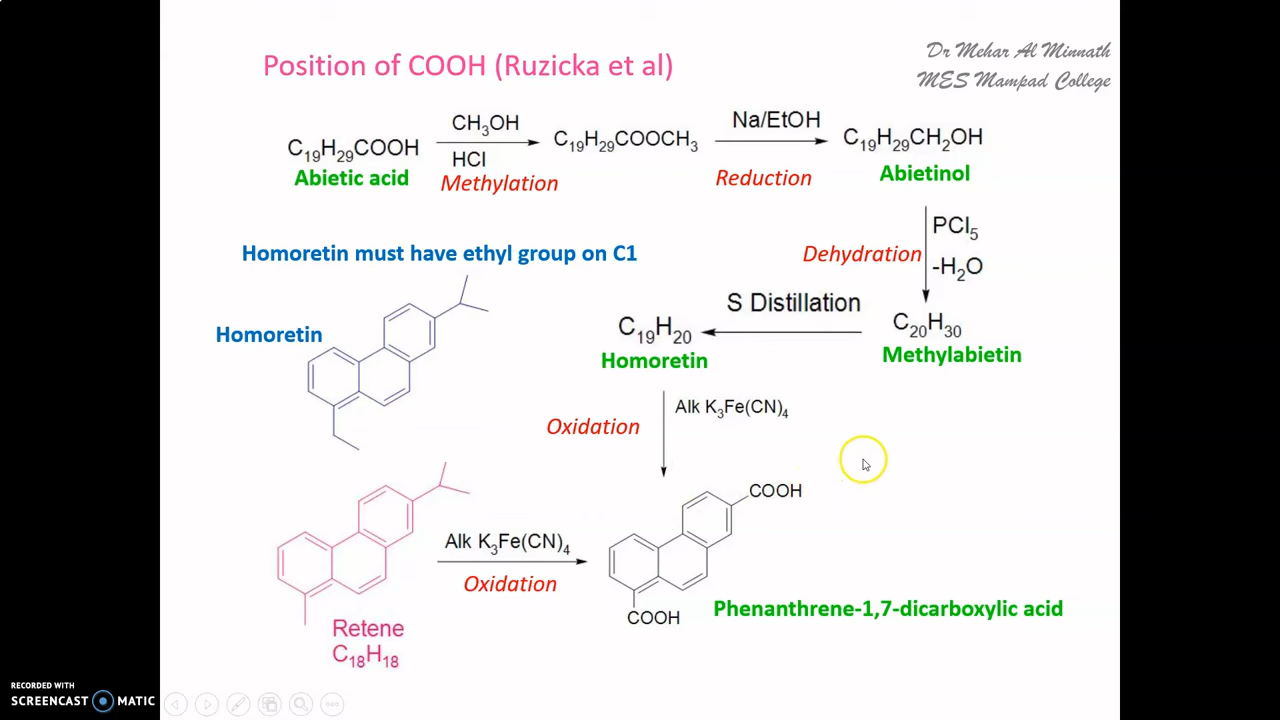 Position of COOH (Ruzicka et al)
Dr Mehar Al Minnath
MES Mampad College
C₁₉H₂₉COOH
Abietic acid
CH₃OH
HCl
Methylation
C₁₉H₂₉COOCH₃
Na/EtOH
Reduction
C₁₉H₂₉CH₂OH
Abietinol
PCl₅
-H₂O
Dehydration
Homoretin must have ethyl group on C1
Homoretin
S Distillation
C₂₀H₃₀
Methylabietin
C₁₉H₂₀
Homoretin
Alk K₃Fe(CN)₄
Oxidation
COOH
COOH
Phenanthrene-1,7-dicarboxylic acid
Alk K₃Fe(CN)₄
Oxidation
Retene
C₁₈H₁₈
RECORDED WITH
SCREENCAST MATIC